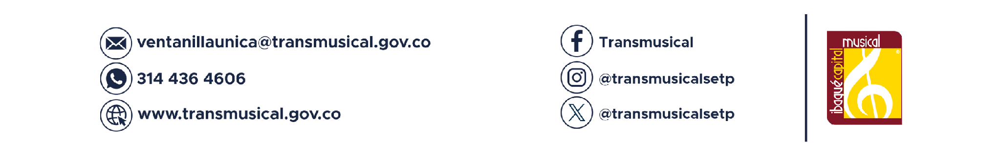 ventanillaunica@transmusical.gov.co
314 436 4606
www.transmusical.gov.co
Transmusical
@transmusicalsetp
@transmusicalsetp
musical
ibaguécapital
®